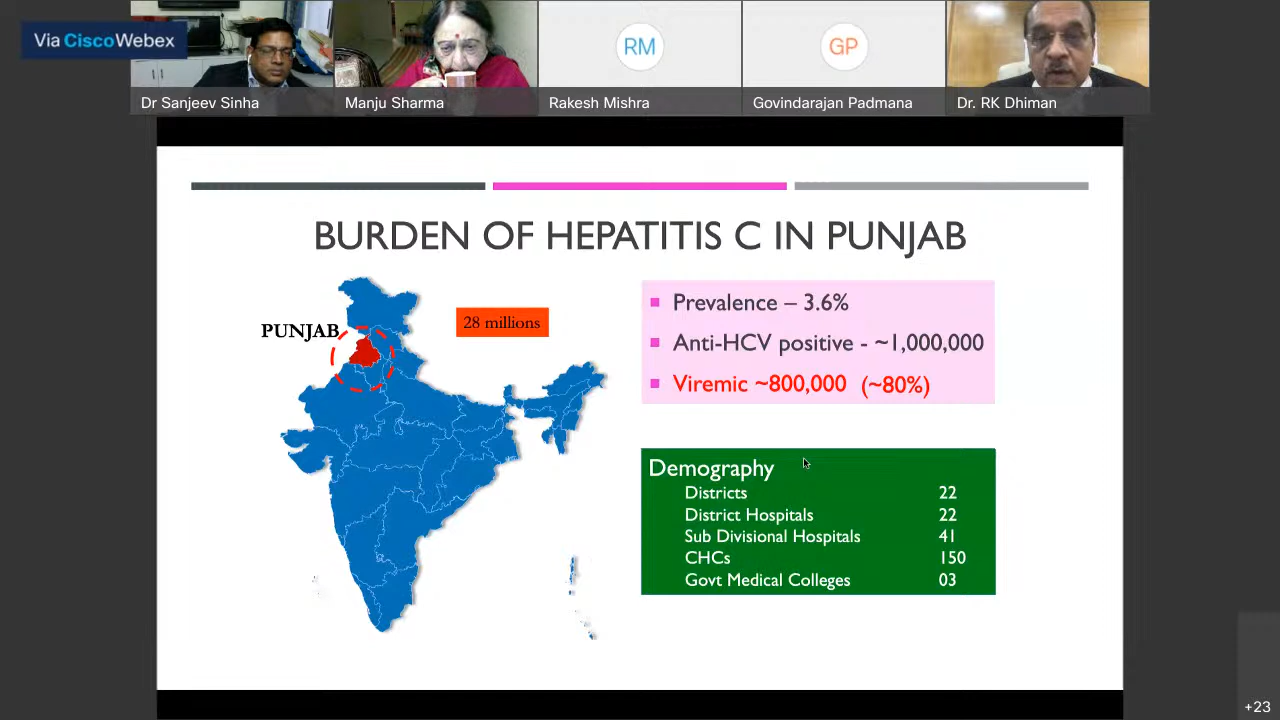 Via CiscoWebex
Dr Sanjeev Sinha
Manju Sharma
RM
Rakesh Mishra
GP
Govindarajan Padmana
Dr. RK Dhiman
BURDEN OF HEPATITIS C IN PUNJAB
PUNJAB
28 millions
Prevalence – 3.6%
Anti-HCV positive - ~1,000,000
Viremic ~800,000 (~80%)
Demography
Districts 22
District Hospitals 22
Sub Divisional Hospitals 41
CHCs 150
Govt Medical Colleges 03
+23